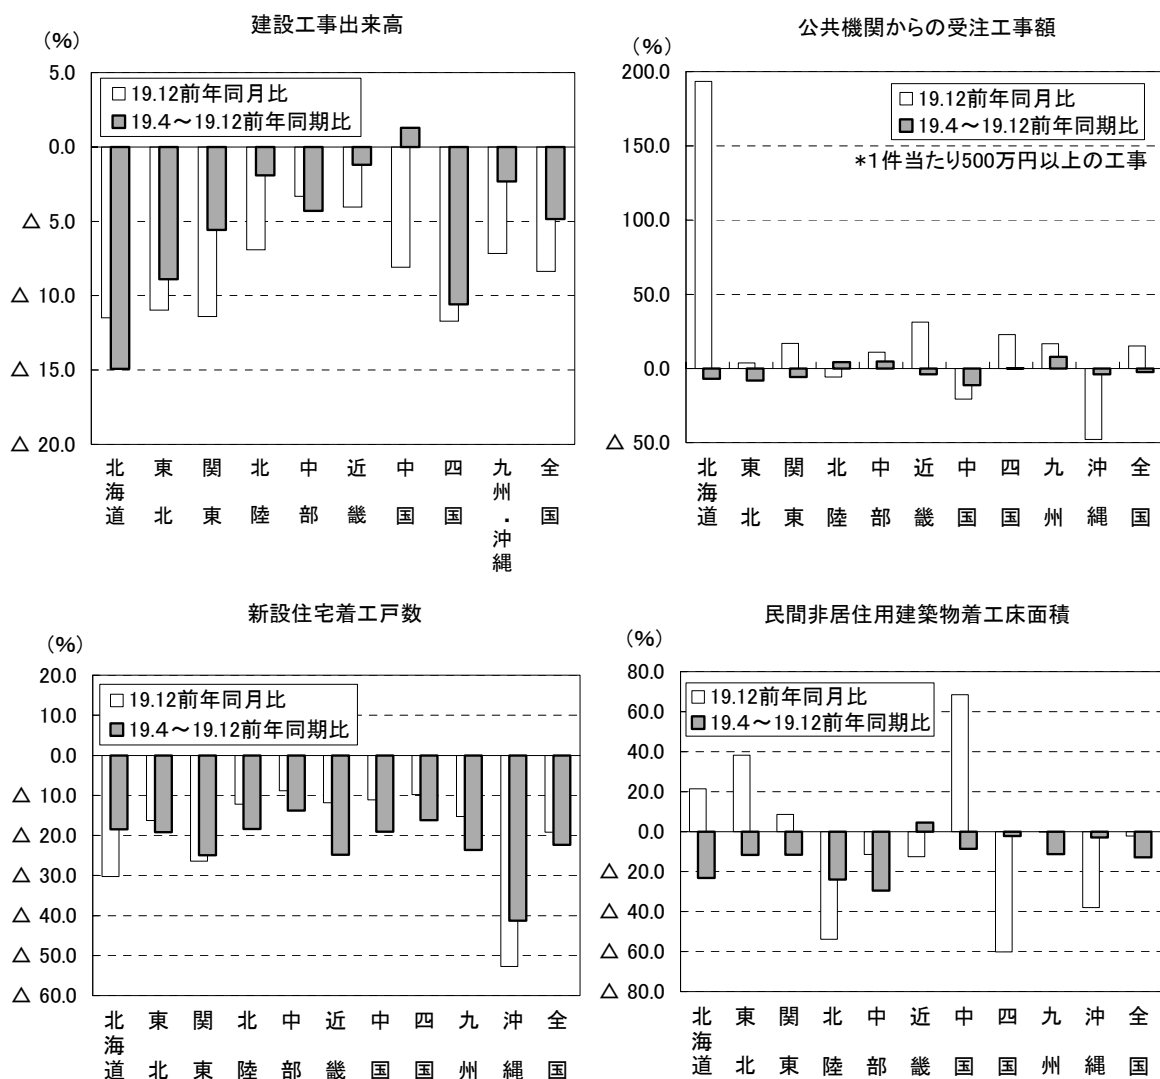 建設工事出来高
(%)
5.0
0.0
△ 5.0
△ 10.0
△ 15.0
△ 20.0
19.12前年同月比
19.4～19.12前年同期比
北海道
東北
関東
北陸
中部
近畿
中国
四国
九州・沖縄
全国
公共機関からの受注工事額
(%)
200.0
150.0
100.0
50.0
0.0
△ 50.0
19.12前年同月比
19.4～19.12前年同期比
*1件当たり500万円以上の工事
北海道
東北
関東
北陸
中部
近畿
中国
四国
九州
沖縄
全国
新設住宅着工戸数
(%)
20.0
10.0
0.0
△ 10.0
△ 20.0
△ 30.0
△ 40.0
△ 50.0
△ 60.0
19.12前年同月比
19.4～19.12前年同期比
北海道
東北
関東
北陸
中部
近畿
中国
四国
九州
沖縄
全国
民間非居住用建築物着工床面積
(%)
80.0
60.0
40.0
20.0
0.0
△ 20.0
△ 40.0
△ 60.0
△ 80.0
19.12前年同月比
19.4～19.12前年同期比
北海道
東北
関東
北陸
中部
近畿
中国
四国
九州
沖縄
全国